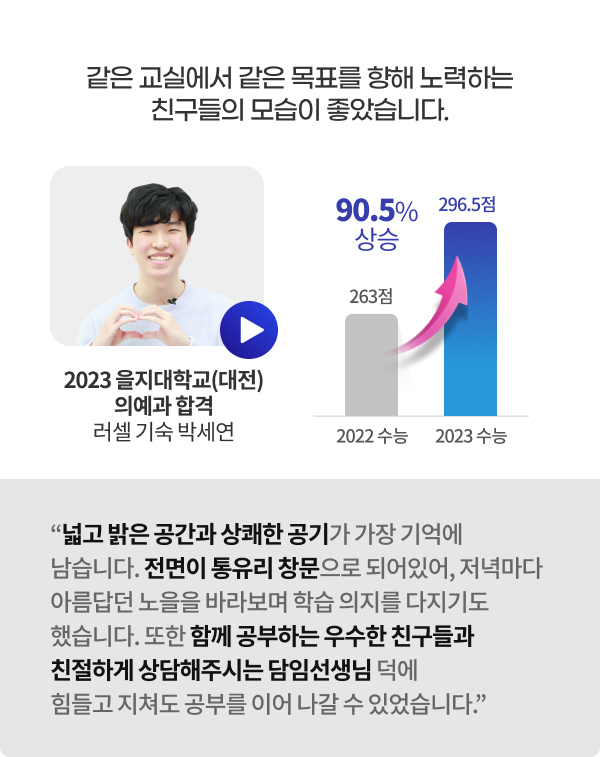 같은 교실에서 같은 목표를 향해 노력하는
친구들의 모습이 좋았습니다.
90.5%
상승
296.5점
263점
2022 수능
2023 수능
2023 을지대학교(대전)
의예과 합격
러셀 기숙 박세연
“넓고 밝은 공간과 상쾌한 공기가 가장 기억에
남습니다. 전면이 통유리 창문으로 되어있어, 저녁마다
아름답던 노을을 바라보며 학습 의지를 다지기도
했습니다. 또한 함께 공부하는 우수한 친구들과
친절하게 상담해주시는 담임선생님 덕에
힘들고 지쳐도 공부를 이어 나갈 수 있었습니다.”